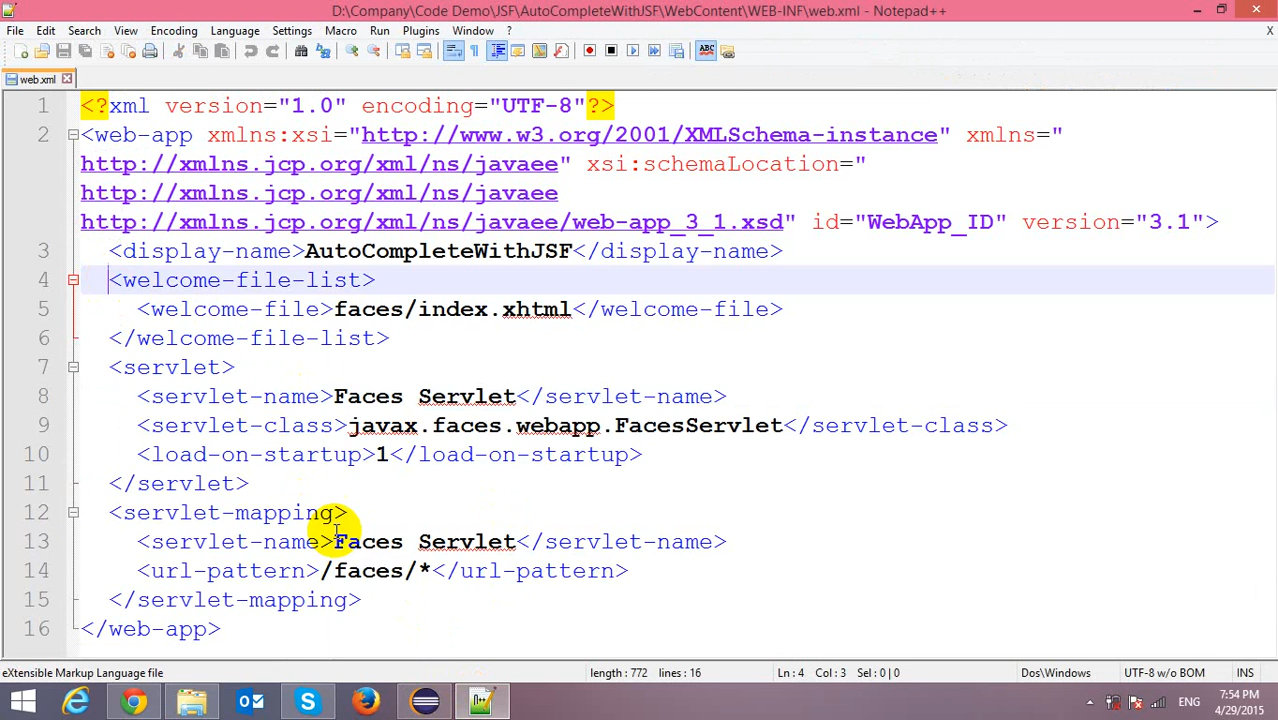 D:\Company\Code Demo\JSF\AutoCompleteWithJSF\WebContent\WEB-INF\web.xml - Notepad++
File Edit Search View Encoding Language Settings Macro Run Plugins Window ? X
ABC
web.xml
1 <?xml version="1.0" encoding="UTF-8"?>
2 <web-app xmlns:xsi="http://www.w3.org/2001/XMLSchema-instance" xmlns="
http://xmlns.jcp.org/xml/ns/javaee" xsi:schemaLocation="
http://xmlns.jcp.org/xml/ns/javaee
http://xmlns.jcp.org/xml/ns/javaee/web-app_3_1.xsd" id="WebApp_ID" version="3.1">
3 <display-name>AutoCompleteWithJSF</display-name>
4 <welcome-file-list>
5 <welcome-file>faces/index.xhtml</welcome-file>
6 </welcome-file-list>
7 <servlet>
8 <servlet-name>Faces Servlet</servlet-name>
9 <servlet-class>javax.faces.webapp.FacesServlet</servlet-class>
10 <load-on-startup>1</load-on-startup>
11 </servlet>
12 <servlet-mapping>
13 <servlet-name>Faces Servlet</servlet-name>
14 <url-pattern>/faces/*</url-pattern>
15 </servlet-mapping>
16 </web-app>
eXtensible Markup Language file length : 772 lines : 16 Ln : 4 Col : 3 Sel : 0 | 0 Dos\Windows UTF-8 w/o BOM INS
ENG 7:54 PM
4/29/2015